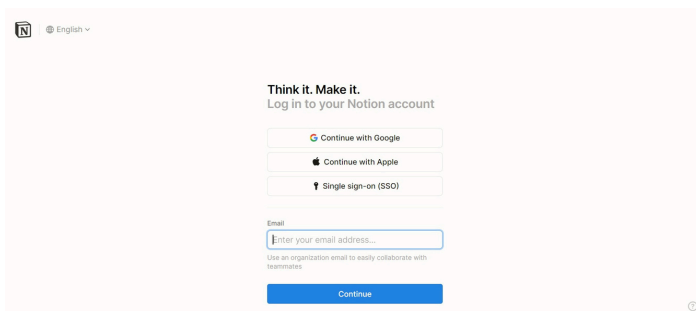 N
English
Think it. Make it.
Log in to your Notion account
Continue with Google
Continue with Apple
Single sign-on (SSO)
Email
Enter your email address...
Use an organization email to easily collaborate with
teammates
Continue
?